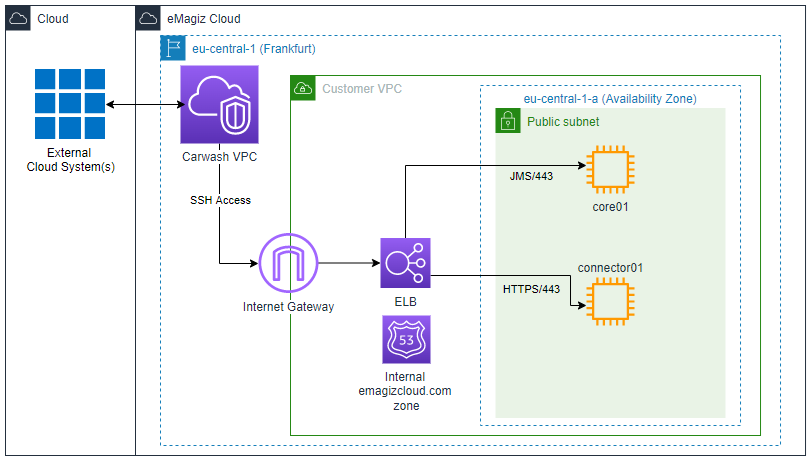 Cloud
eMagiz Cloud
eu-central-1 (Frankfurt)
Customer VPC
eu-central-1-a (Availability Zone)
Public subnet
External
Cloud System(s)
Carwash VPC
SSH Access
JMS/443
core01
Internet Gateway
ELB
connector01
HTTPS/443
53
Internal
emagizcloud.com
zone